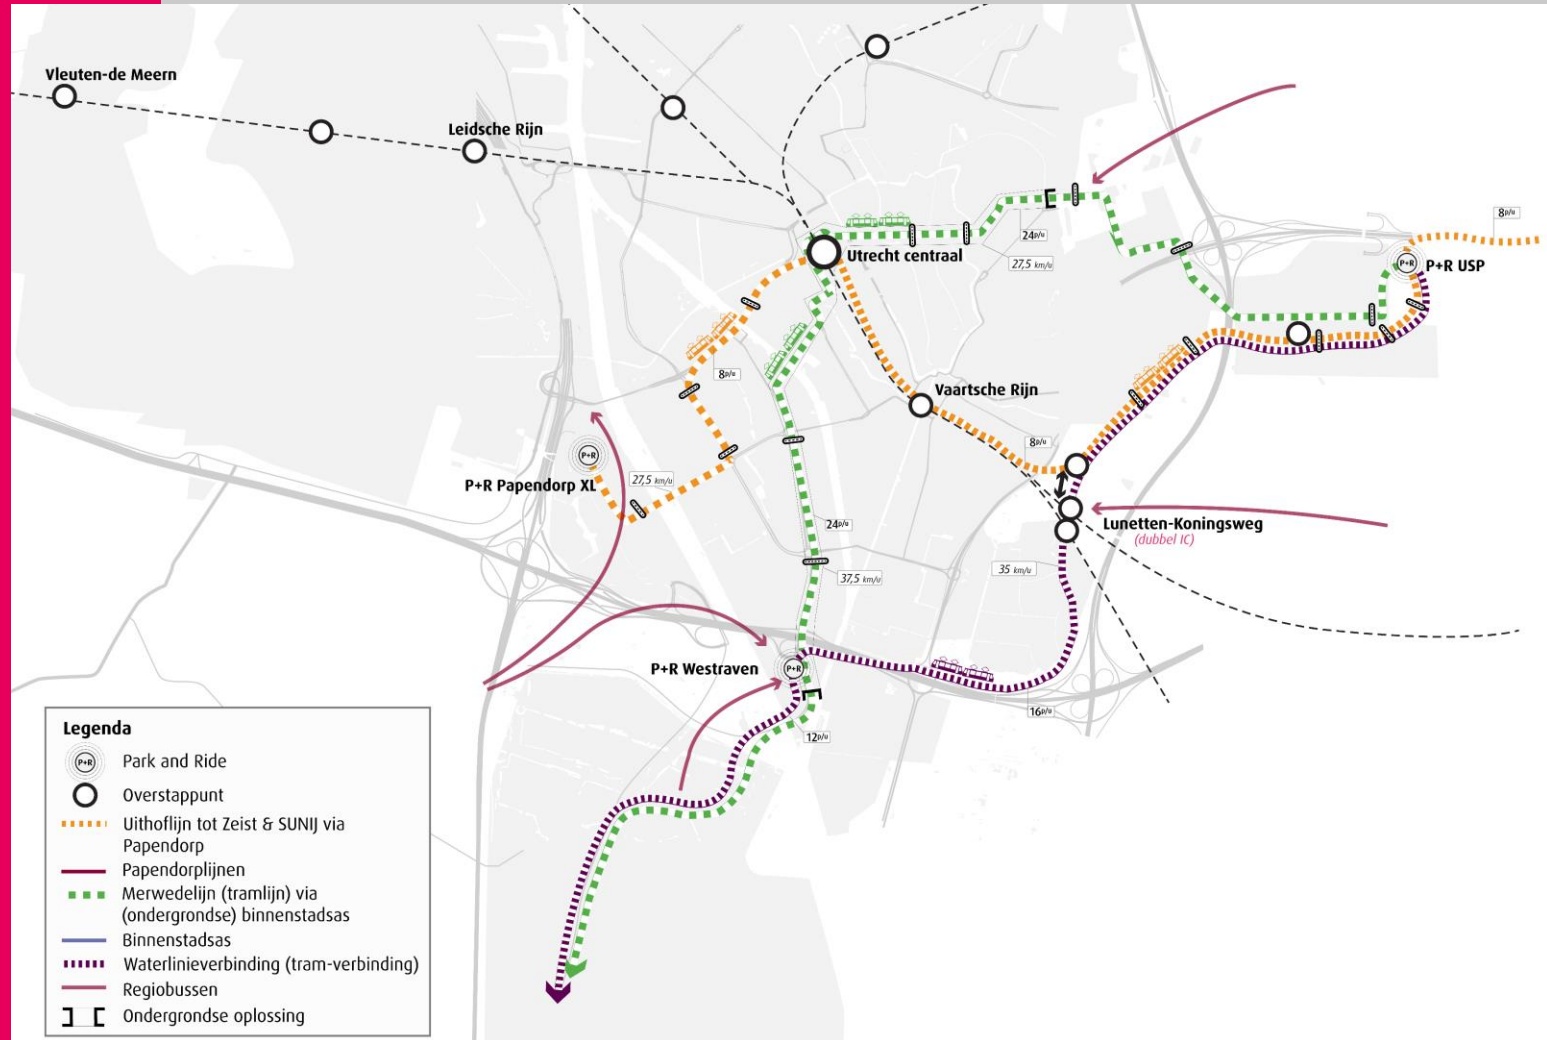 Vleuten-de Meern
Leidsche Rijn
Utrecht centraal
24p/u
27,5 km/u
8p/u
P+R
P+R USP
8p/u
Vaartsche Rijn
8p/u
P+R
P+R Papendorp XL
27,5 km/u
24p/u
Lunetten-Koningsweg
(dubbel IC)
37,5 km/u
35 km/u
P+R Westraven
P+R
16p/u
12p/u
Legenda
P+R
Park and Ride
Overstappunt
Uithoflijn tot Zeist & SUNIJ via
Papendorp
Papendorplijnen
Merwedelijn (tramlijn) via
(ondergrondse) binnenstadsas
Binnenstadsas
Waterlinieverbinding (tram-verbinding)
Regiobussen
Ondergrondse oplossing